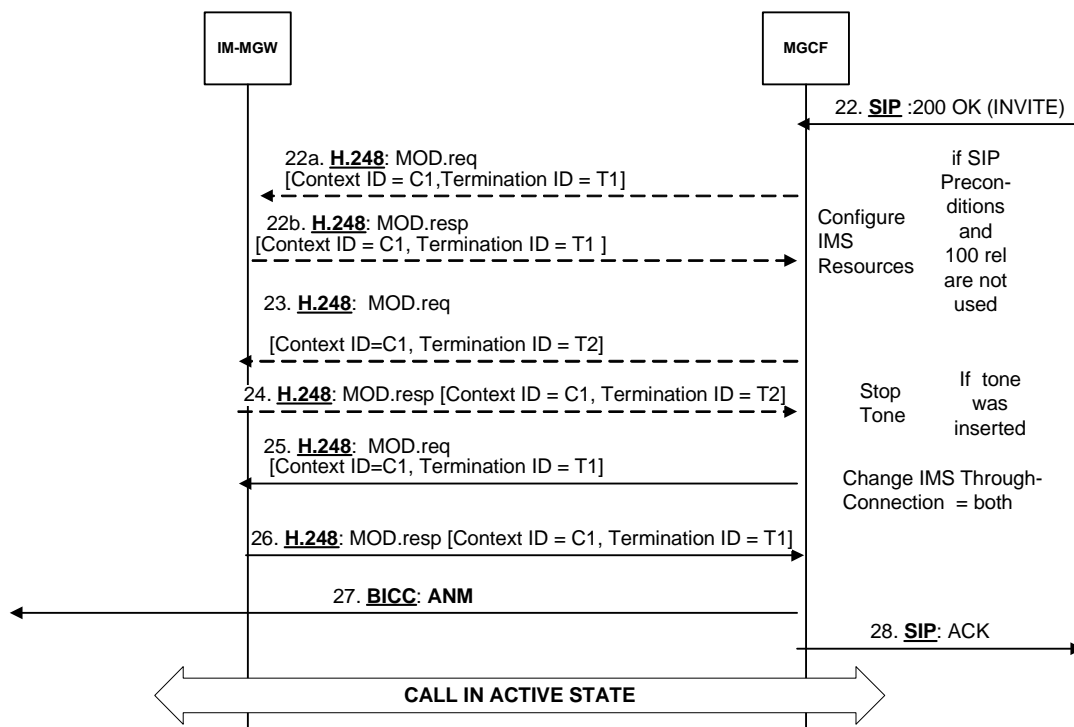 IM-MGW
MGCF
22. SIP :200 OK (INVITE)
22a. H.248: MOD.req
[Context ID = C1,Termination ID = T1]
22b. H.248: MOD.resp
[Context ID = C1, Termination ID = T1 ]
Configure
IMS
Resources
if SIP
Precon-
ditions
and
100 rel
are not
used
23. H.248: MOD.req
[Context ID=C1, Termination ID = T2]
24. H.248: MOD.resp [Context ID = C1, Termination ID = T2]
Stop
Tone
If tone
was
inserted
25. H.248: MOD.req
[Context ID=C1, Termination ID = T1]
Change IMS Through-
Connection = both
26. H.248: MOD.resp [Context ID = C1, Termination ID = T1]
27. BICC: ANM
28. SIP: ACK
CALL IN ACTIVE STATE